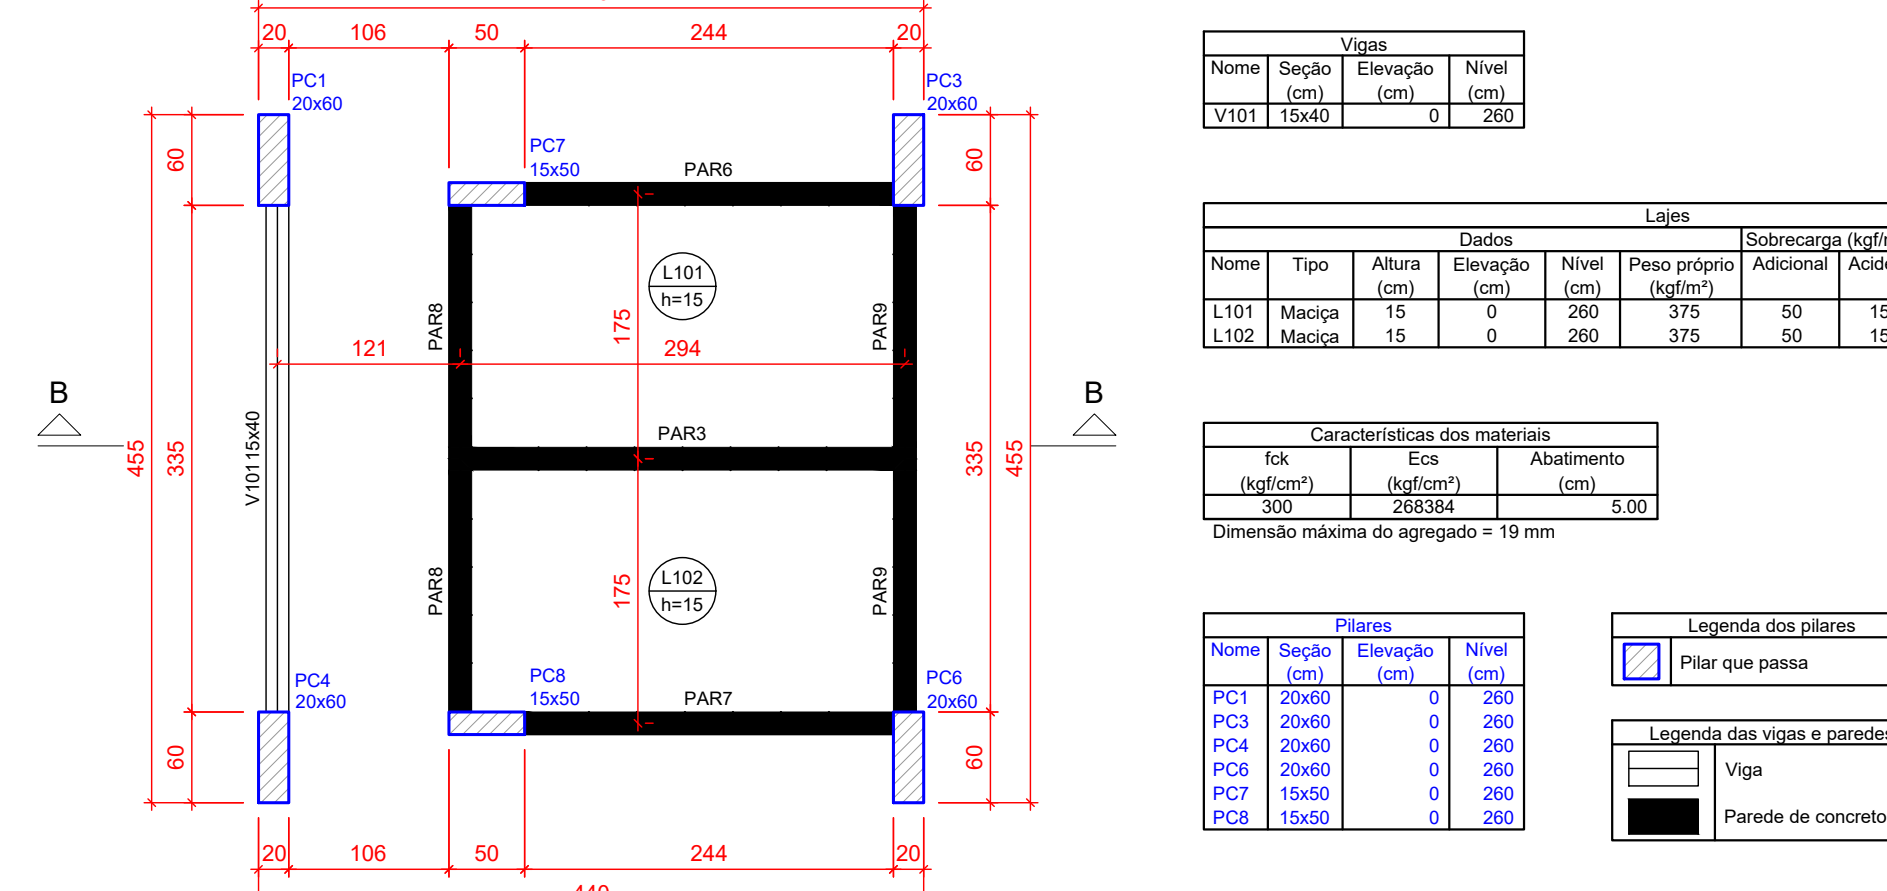 20 106 50 244 20
PC1
20x60
PC3
20x60
PC7
15x50
PAR6
60
60
L101
h=15
PAR8
175
PAR9
121
294
B
B
455
335
V101 15x40
PAR3
335
455
L102
h=15
PAR8
175
PAR9
PC4
20x60
PC8
15x50
PAR7
PC6
20x60
60
60
20 106 50 244 20
Vigas
Nome Seção Elevação Nível
(cm) (cm) (cm)
V101 15x40 0 260
Lajes
Dados
Nome Tipo Altura Elevação Nível Peso próprio Adicional
(cm) (cm) (cm) (kgf/m²)
L101 Maciça 15 0 260 375 50
L102 Maciça 15 0 260 375 50
Características dos materiais
fck Ecs Abatimento
(kgf/cm²) (kgf/cm²) (cm)
300 268384 5.00
Dimensão máxima do agregado = 19 mm
Pilares
Nome Seção Elevação Nível
(cm) (cm) (cm)
PC1 20x60 0 260
PC3 20x60 0 260
PC4 20x60 0 260
PC6 20x60 0 260
PC7 15x50 0 260
PC8 15x50 0 260
Legenda dos pilares
Pilar que passa
Legenda das vigas e paredes
Viga
Parede de concreto